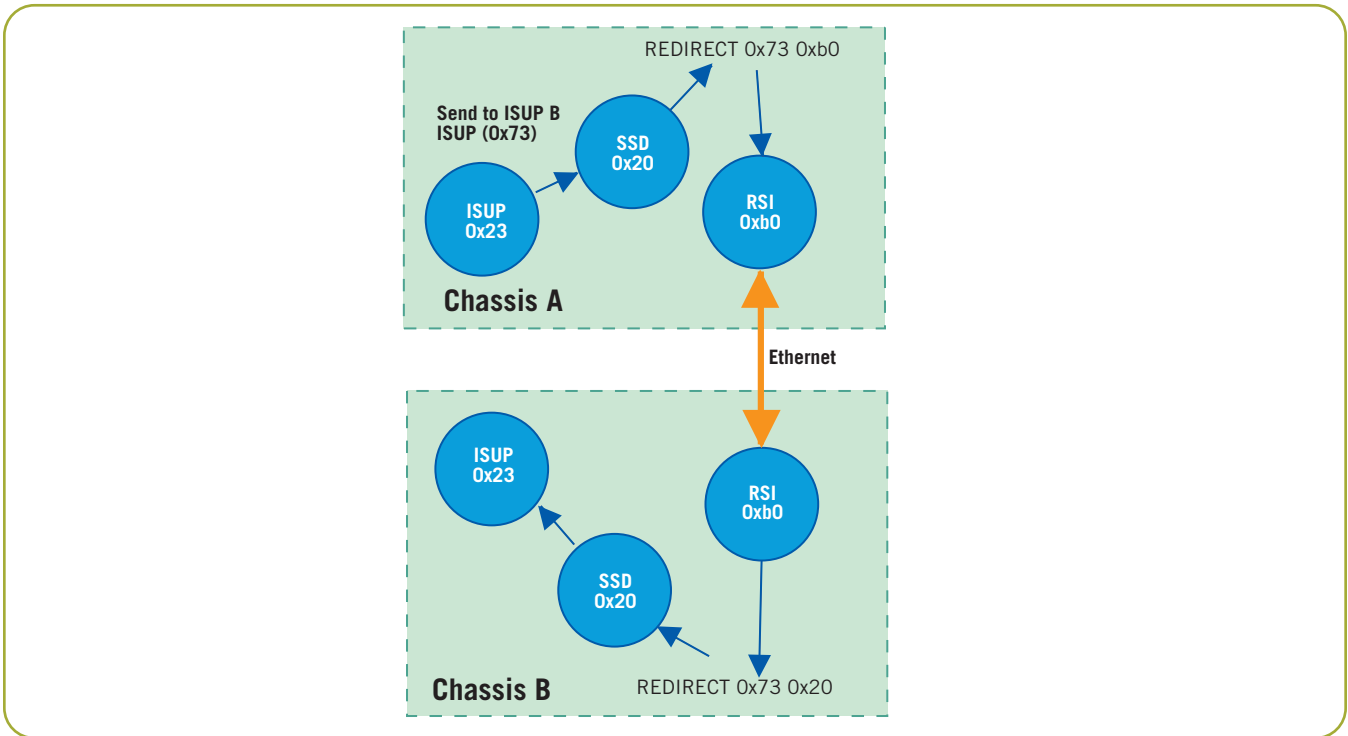 REDIRECT 0x73 0xb0
Send to ISUP B
ISUP (0x73)
SSD
0x20
ISUP
0x23
RSI
0xb0
Chassis A
Ethernet
ISUP
0x23
RSI
0xb0
SSD
0x20
Chassis B
REDIRECT 0x73 0x20